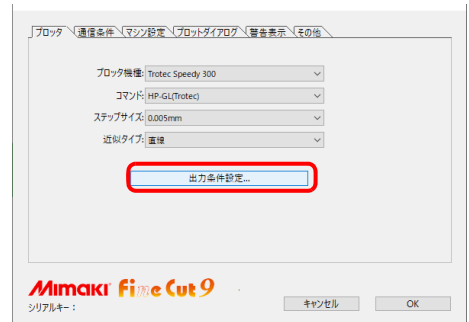 プロッタ 通信条件 マシン設定 プロットダイアログ 警告表示 その他
プロッタ機種: Trotec Speedy 300
コマンド: HP-GL(Trotec)
ステップサイズ: 0.005mm
近似タイプ: 直線
出力条件設定...
Mimaki Fine Cut 9
シリアルキー :
キャンセル OK